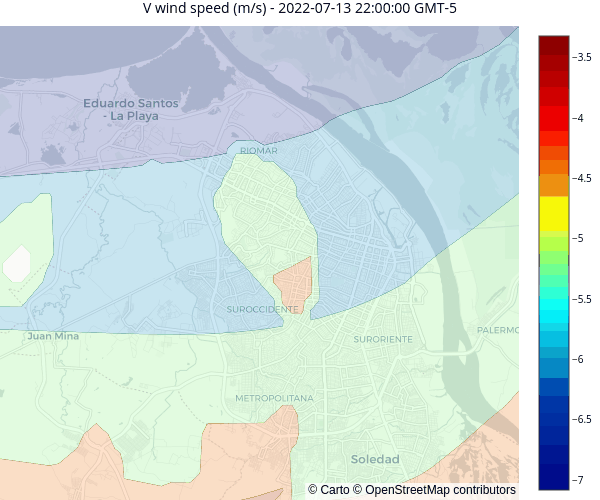 V wind speed (m/s) - 2022-07-13 22:00:00 GMT-5
Eduardo Santos
- La Playa
RIOMAR
SUROCCIDENTE
Juan Mina
SURORIENTE
PALERMO
METROPOLITANA
Soledad
© Carto © OpenStreetMap contributors
−3.5
−4
−4.5
−5
−5.5
−6
−6.5
−7